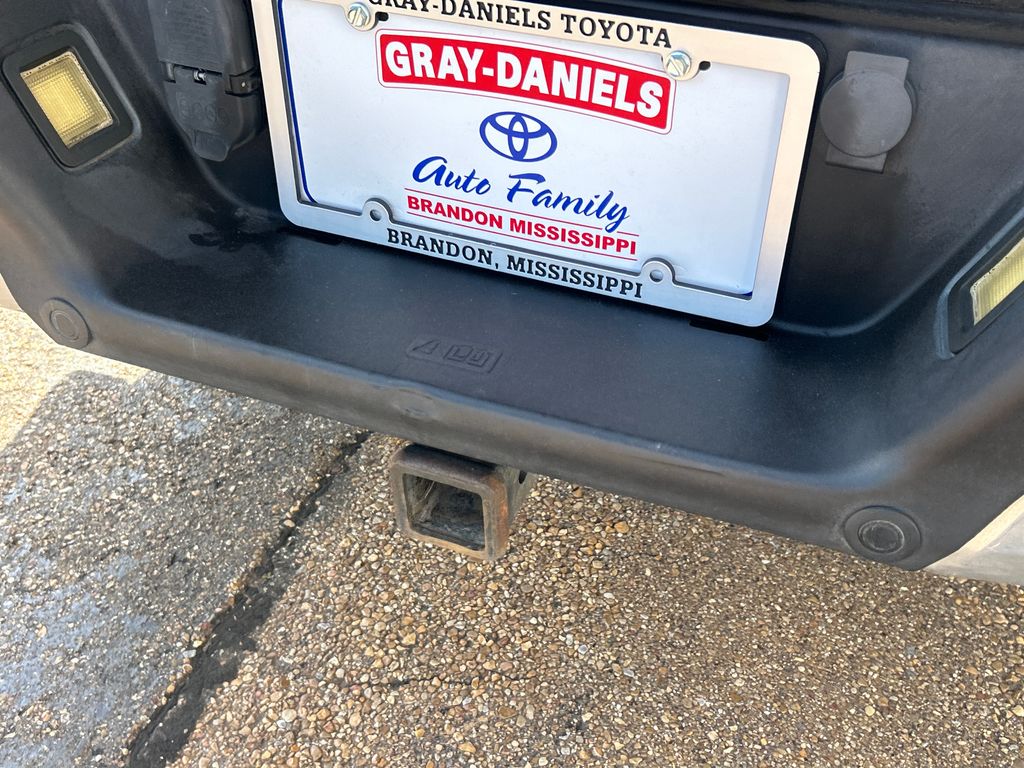 GRAY-DANIELS TOYOTA
GRAY-DANIELS
Auto Family
BRANDON MISSISSIPPI
BRANDON, MISSISSIPPI